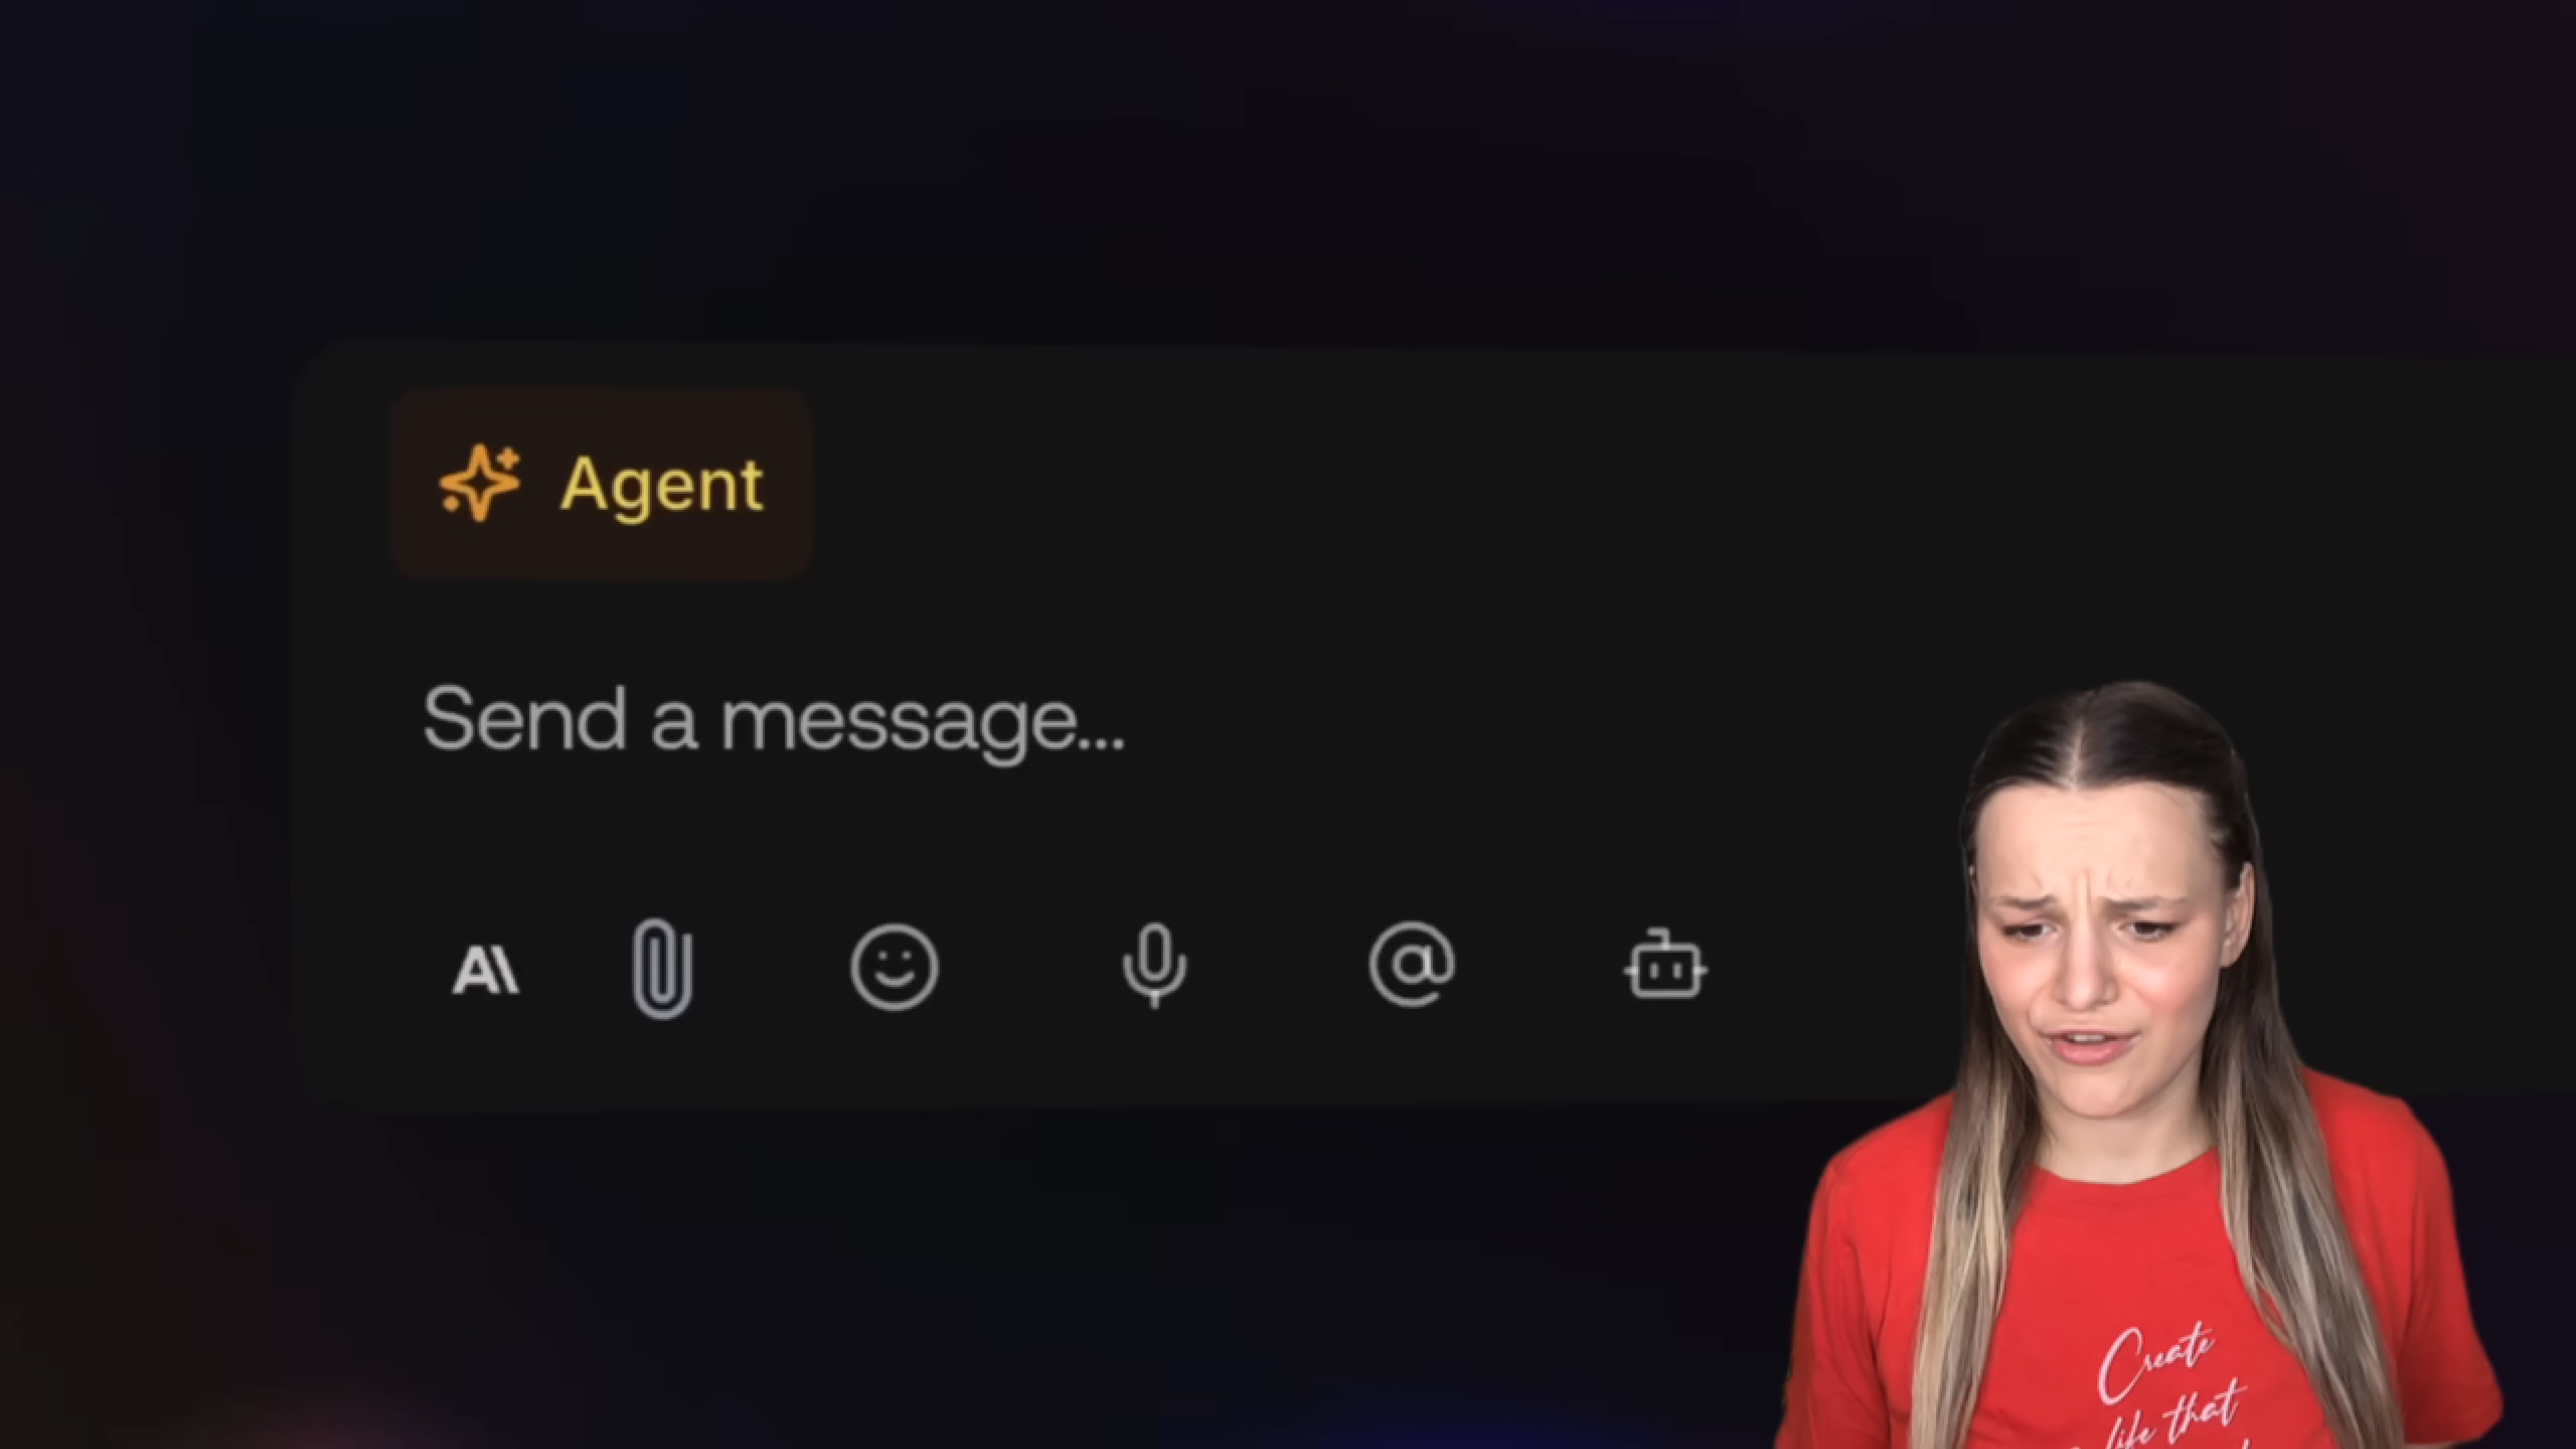 Agent
Send a message...
A\
Create
life that